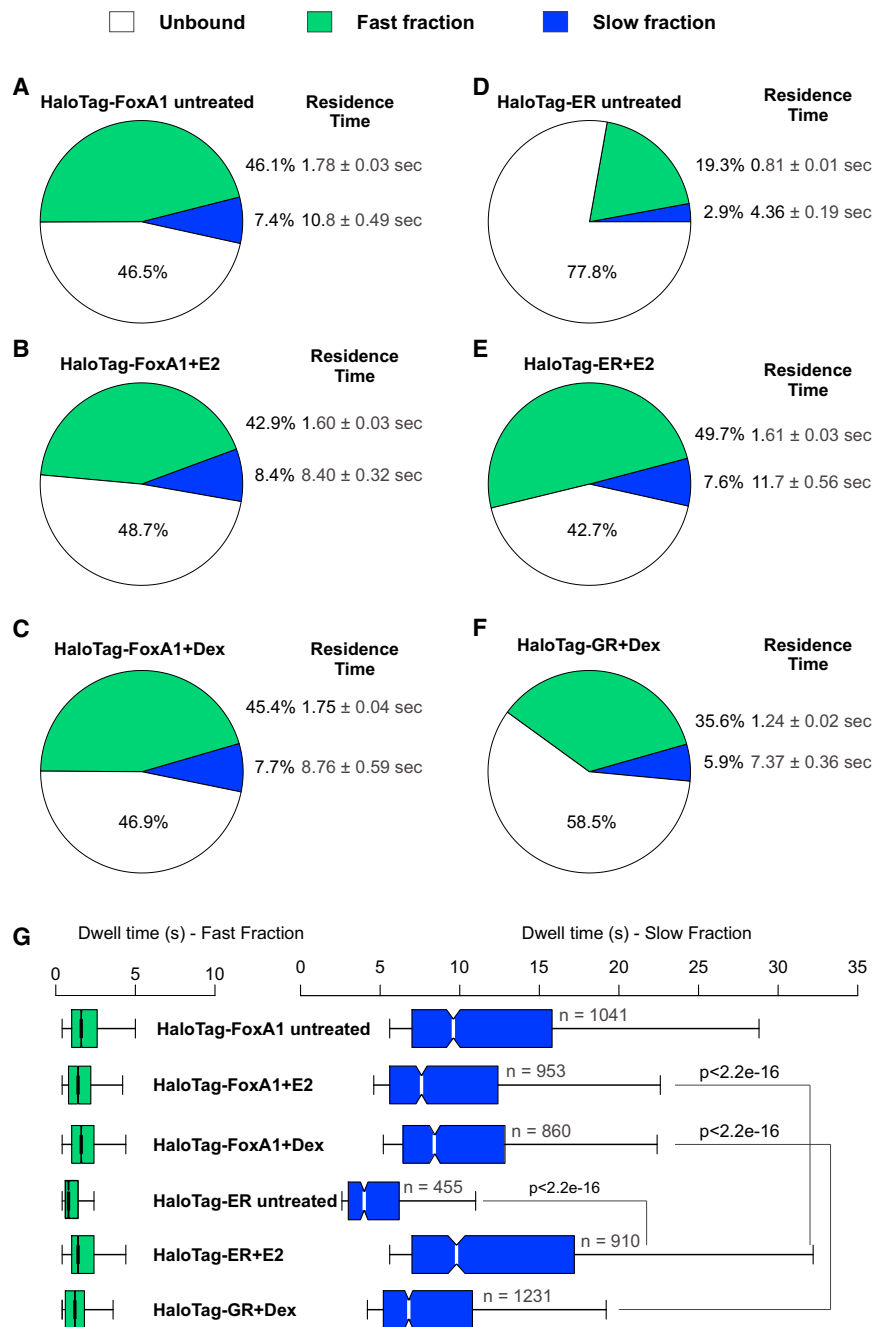 Unbound Fast fraction Slow fraction
A
HaloTag-FoxA1 untreated
Residence
Time
46.1% 1.78 ± 0.03 sec
7.4% 10.8 ± 0.49 sec
46.5%
D
HaloTag-ER untreated
Residence
Time
19.3% 0.81 ± 0.01 sec
2.9% 4.36 ± 0.19 sec
77.8%
B
HaloTag-FoxA1+E2
Residence
Time
42.9% 1.60 ± 0.03 sec
8.4% 8.40 ± 0.32 sec
48.7%
E
HaloTag-ER+E2
Residence
Time
49.7% 1.61 ± 0.03 sec
7.6% 11.7 ± 0.56 sec
42.7%
C
HaloTag-FoxA1+Dex
Residence
Time
45.4% 1.75 ± 0.04 sec
7.7% 8.76 ± 0.59 sec
46.9%
F
HaloTag-GR+Dex
Residence
Time
35.6% 1.24 ± 0.02 sec
5.9% 7.37 ± 0.36 sec
58.5%
G
Dwell time (s) - Fast Fraction Dwell time (s) - Slow Fraction
0 5 10 0 5 10 15 20 25 30 35
HaloTag-FoxA1 untreated n = 1041
HaloTag-FoxA1+E2 n = 953 p<2.2e-16
HaloTag-FoxA1+Dex n = 860 p<2.2e-16
HaloTag-ER untreated n = 455 p<2.2e-16
HaloTag-ER+E2 n = 910
HaloTag-GR+Dex n = 1231